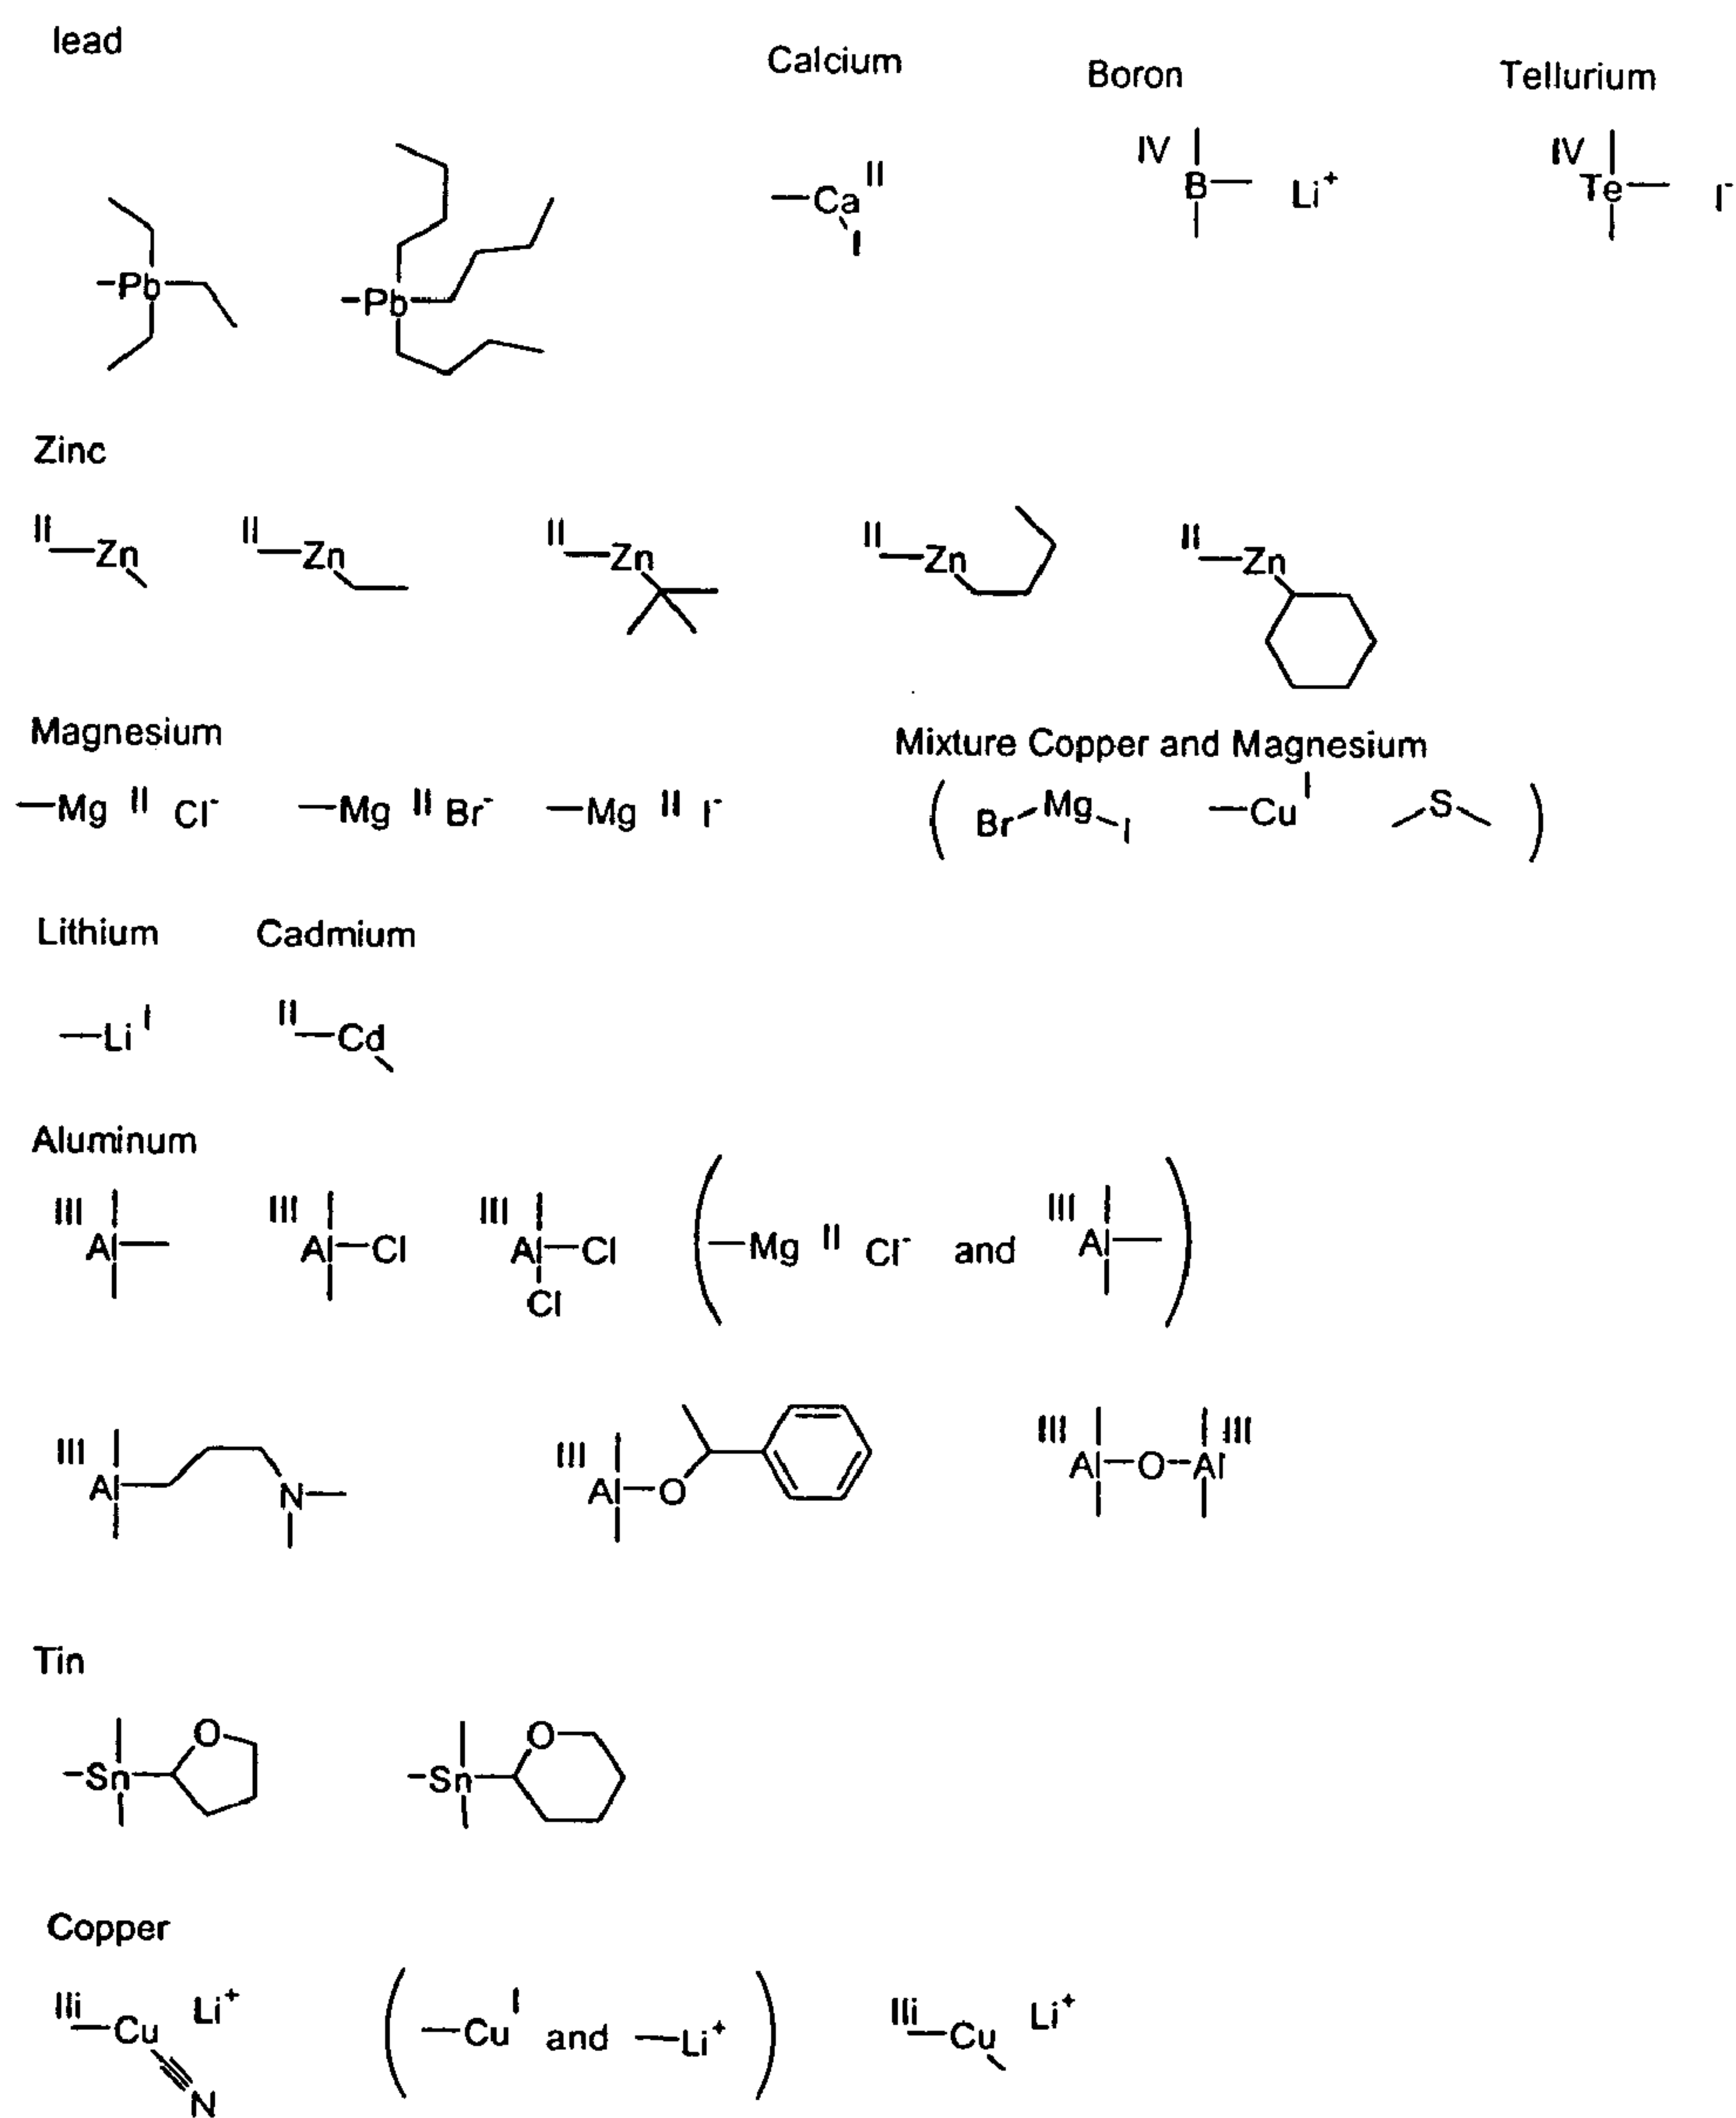 lead Calcium Boron Tellurium
Pb Pb
II Ca I
IV B Li+
IV Te I-
Zinc
II Zn II Zn II Zn II Zn II Zn
Magnesium Mixture Copper and Magnesium
Mg II Cl- Mg II Br- Mg II I- ( Br Mg I Cu I S )
Lithium Cadmium
Li I II Cd
Aluminum
III Al III Al Cl III Al Cl Cl ( Mg II Cl- and III Al )
III Al N III Al O III Al O Al III
Tin
Sn O Sn O
Copper
IIi Cu N Li+ ( Cu I and Li+ ) IIi Cu Li+